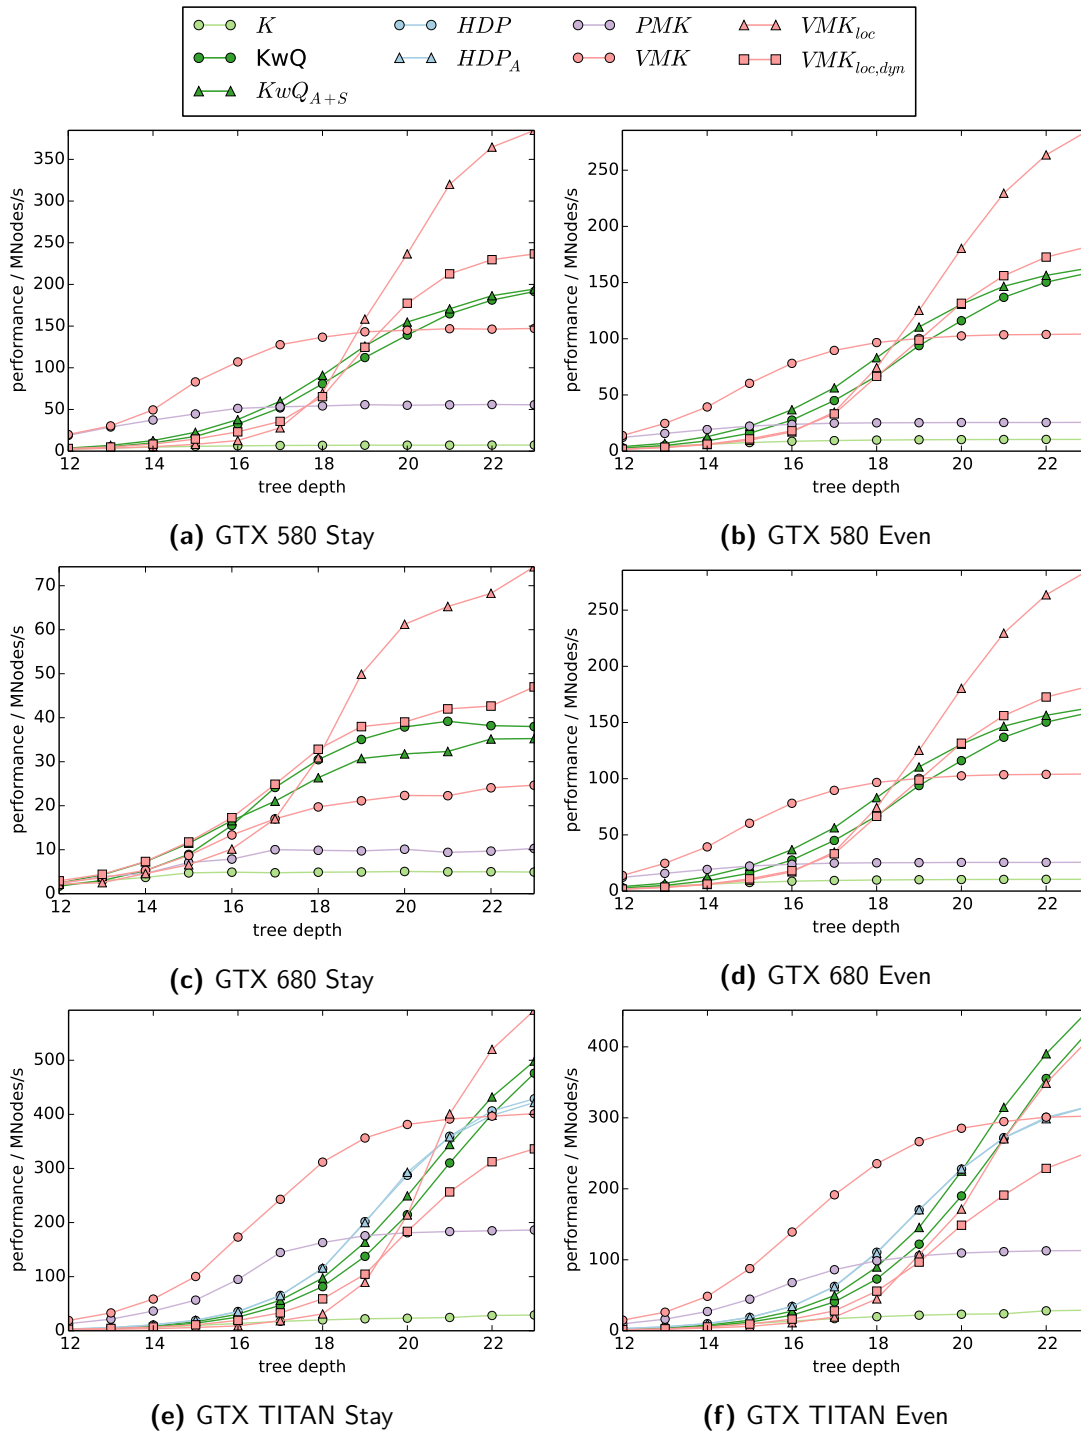 K HDP PMK VMK_loc
KwQ HDP_A VMK VMK_loc,dyn
KwQ_A+S
performance / MNodes/s
350
300
250
200
150
100
50
0
12 14 16 18 20 22
tree depth
(a) GTX 580 Stay
performance / MNodes/s
250
200
150
100
50
0
12 14 16 18 20 22
tree depth
(b) GTX 580 Even
performance / MNodes/s
70
60
50
40
30
20
10
0
12 14 16 18 20 22
tree depth
(c) GTX 680 Stay
performance / MNodes/s
250
200
150
100
50
0
12 14 16 18 20 22
tree depth
(d) GTX 680 Even
performance / MNodes/s
500
400
300
200
100
0
12 14 16 18 20 22
tree depth
(e) GTX TITAN Stay
performance / MNodes/s
400
300
200
100
0
12 14 16 18 20 22
tree depth
(f) GTX TITAN Even